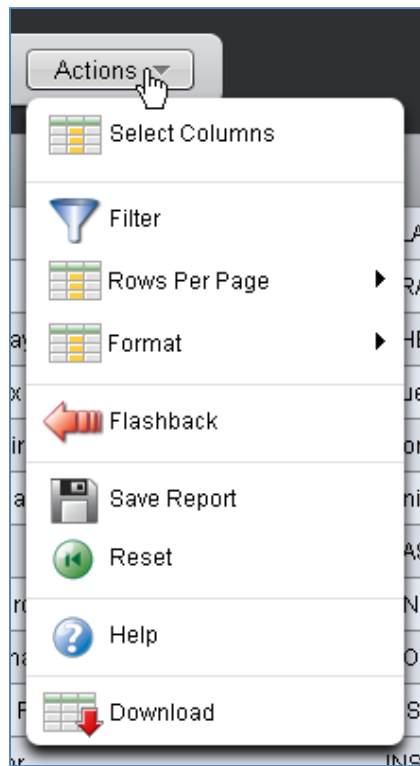 Actions
Select Columns
Filter
Rows Per Page
Format
Flashback
Save Report
Reset
Help
Download